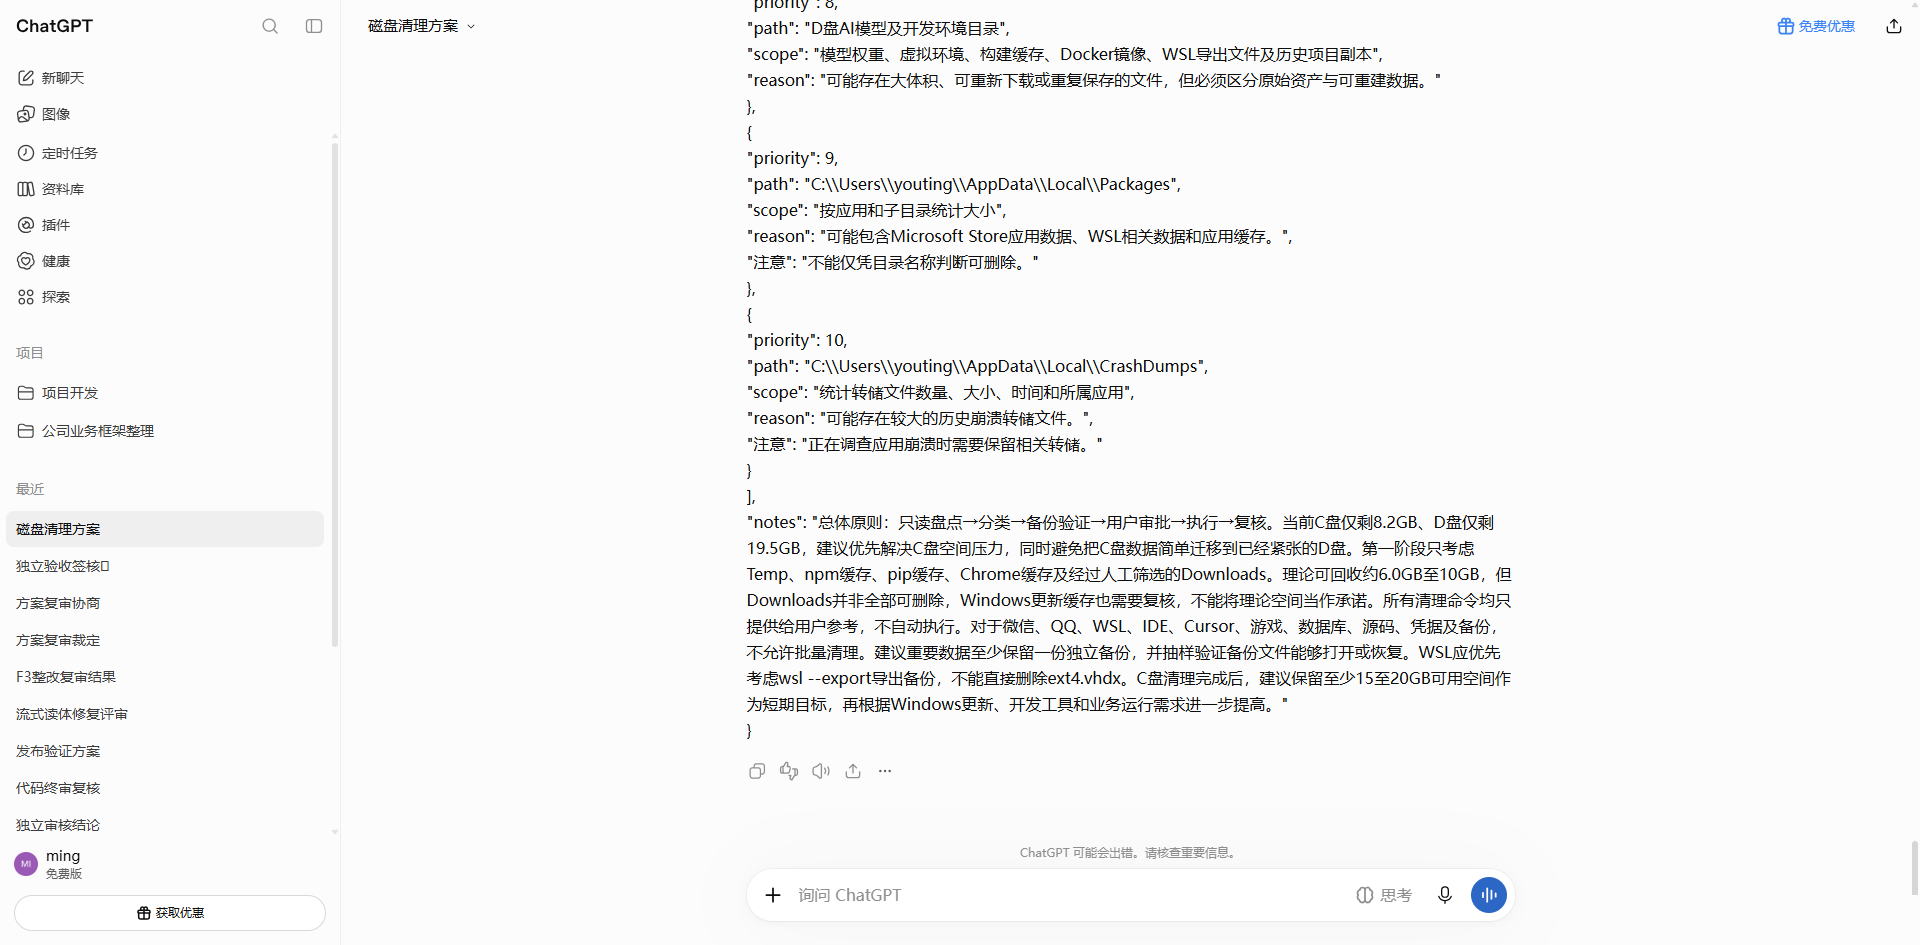 ChatGPT
新聊天
图像
定时任务
资料库
插件
健康
探索
项目
项目开发
公司业务框架整理
最近
磁盘清理方案
独立验收签核
方案复审协商
方案复审裁定
F3整改复审结果
流式读体修复评审
发布验证方案
代码终审复核
独立审核结论
MI
ming
免费版
获取优惠
磁盘清理方案
免费优惠
"priority": 8,
"path": "D盘AI模型及开发环境目录",
"scope": "模型权重、虚拟环境、构建缓存、Docker镜像、WSL导出文件及历史项目副本",
"reason": "可能存在大体积、可重新下载或重复保存的文件，但必须区分原始资产与可重建数据。"
},
{
"priority": 9,
"path": "C:\\Users\\youting\\AppData\\Local\\Packages",
"scope": "按应用和子目录统计大小",
"reason": "可能包含Microsoft Store应用数据、WSL相关数据和应用缓存。",
"注意": "不能仅凭目录名称判断可删除。"
},
{
"priority": 10,
"path": "C:\\Users\\youting\\AppData\\Local\\CrashDumps",
"scope": "统计转储文件数量、大小、时间和所属应用",
"reason": "可能存在较大的历史崩溃转储文件。",
"注意": "正在调查应用崩溃时需要保留相关转储。"
}
],
"notes": "总体原则：只读盘点→分类→备份验证→用户审批→执行→复核。当前C盘仅剩8.2GB、D盘仅剩
19.5GB，建议优先解决C盘空间压力，同时避免把C盘数据简单迁移到已经紧张的D盘。第一阶段只考虑
Temp、npm缓存、pip缓存、Chrome缓存及经过人工筛选的Downloads。理论可回收约6.0GB至10GB，但
Downloads并非全部可删除，Windows更新缓存也需要复核，不能将理论空间当作承诺。所有清理命令均只
提供给用户参考，不自动执行。对于微信、QQ、WSL、IDE、Cursor、游戏、数据库、源码、凭据及备份，
不允许批量清理。建议重要数据至少保留一份独立备份，并抽样验证备份文件能够打开或恢复。WSL应优先
考虑wsl --export导出备份，不能直接删除ext4.vhdx。C盘清理完成后，建议保留至少15至20GB可用空间作
为短期目标，再根据Windows更新、开发工具和业务运行需求进一步提高。"
}
ChatGPT 可能会出错。请核查重要信息。
询问 ChatGPT
思考